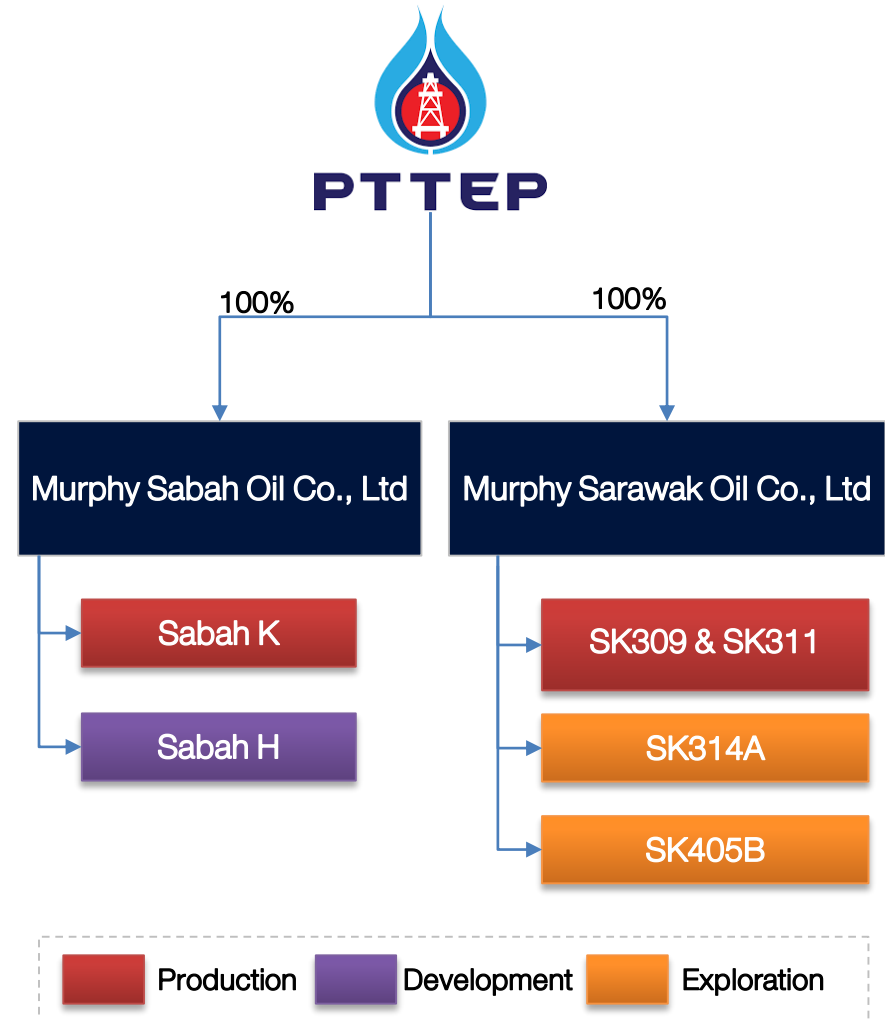 PTTEP
100%
100%
Murphy Sabah Oil Co., Ltd
Murphy Sarawak Oil Co., Ltd
Sabah K
Sabah H
SK309 & SK311
SK314A
SK405B
Production
Development
Exploration